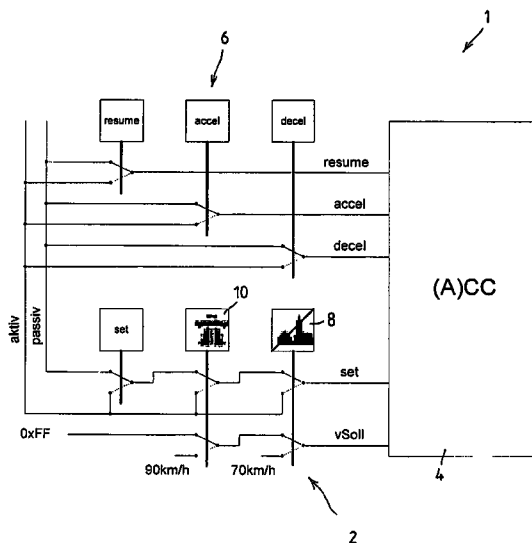 1
6
resume
accel
decel
resume
accel
decel
(A)CC
aktiv
passiv
set
10
8
set
0xFF
vSoll
90km/h
70km/h
4
2